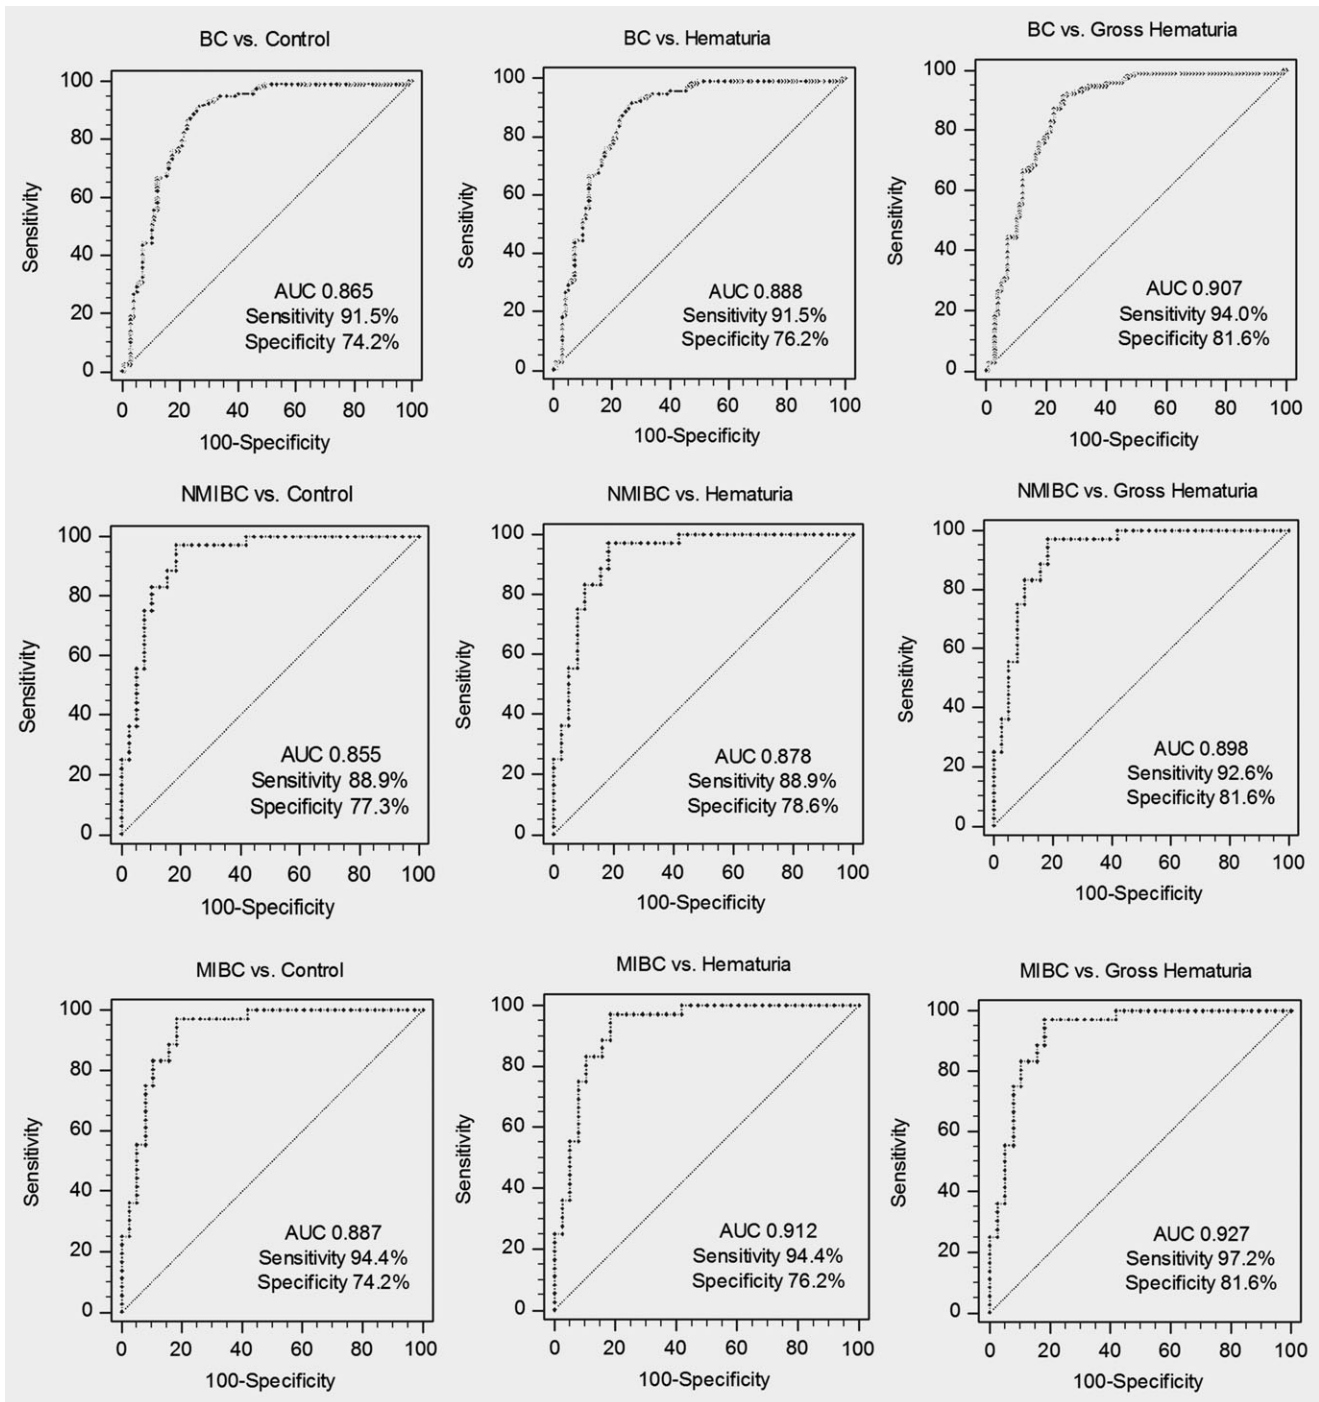 BC vs. Control
100
80
60
40
20
0
Sensitivity
AUC 0.865
Sensitivity 91.5%
Specificity 74.2%
0 20 40 60 80 100
100-Specificity
BC vs. Hematuria
100
80
60
40
20
0
Sensitivity
AUC 0.888
Sensitivity 91.5%
Specificity 76.2%
0 20 40 60 80 100
100-Specificity
BC vs. Gross Hematuria
100
80
60
40
20
0
Sensitivity
AUC 0.907
Sensitivity 94.0%
Specificity 81.6%
0 20 40 60 80 100
100-Specificity
NMIBC vs. Control
100
80
60
40
20
0
Sensitivity
AUC 0.855
Sensitivity 88.9%
Specificity 77.3%
0 20 40 60 80 100
100-Specificity
NMIBC vs. Hematuria
100
80
60
40
20
0
Sensitivity
AUC 0.878
Sensitivity 88.9%
Specificity 78.6%
0 20 40 60 80 100
100-Specificity
NMIBC vs. Gross Hematuria
100
80
60
40
20
0
Sensitivity
AUC 0.898
Sensitivity 92.6%
Specificity 81.6%
0 20 40 60 80 100
100-Specificity
MIBC vs. Control
100
80
60
40
20
0
Sensitivity
AUC 0.887
Sensitivity 94.4%
Specificity 74.2%
0 20 40 60 80 100
100-Specificity
MIBC vs. Hematuria
100
80
60
40
20
0
Sensitivity
AUC 0.912
Sensitivity 94.4%
Specificity 76.2%
0 20 40 60 80 100
100-Specificity
MIBC vs. Gross Hematuria
100
80
60
40
20
0
Sensitivity
AUC 0.927
Sensitivity 97.2%
Specificity 81.6%
0 20 40 60 80 100
100-Specificity